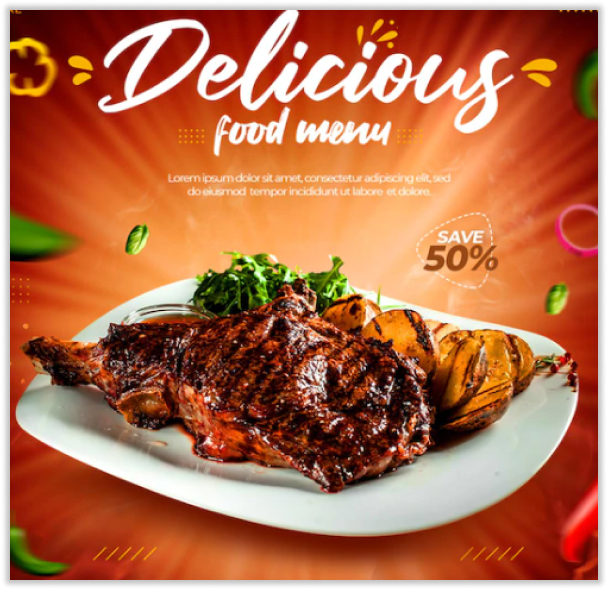 Delicious
food menu
Lorem ipsum dolor sit amet, consectetur adipiscing elit, sed
do eiusmod tempor incididunt ut labore et dolore.
SAVE
50%